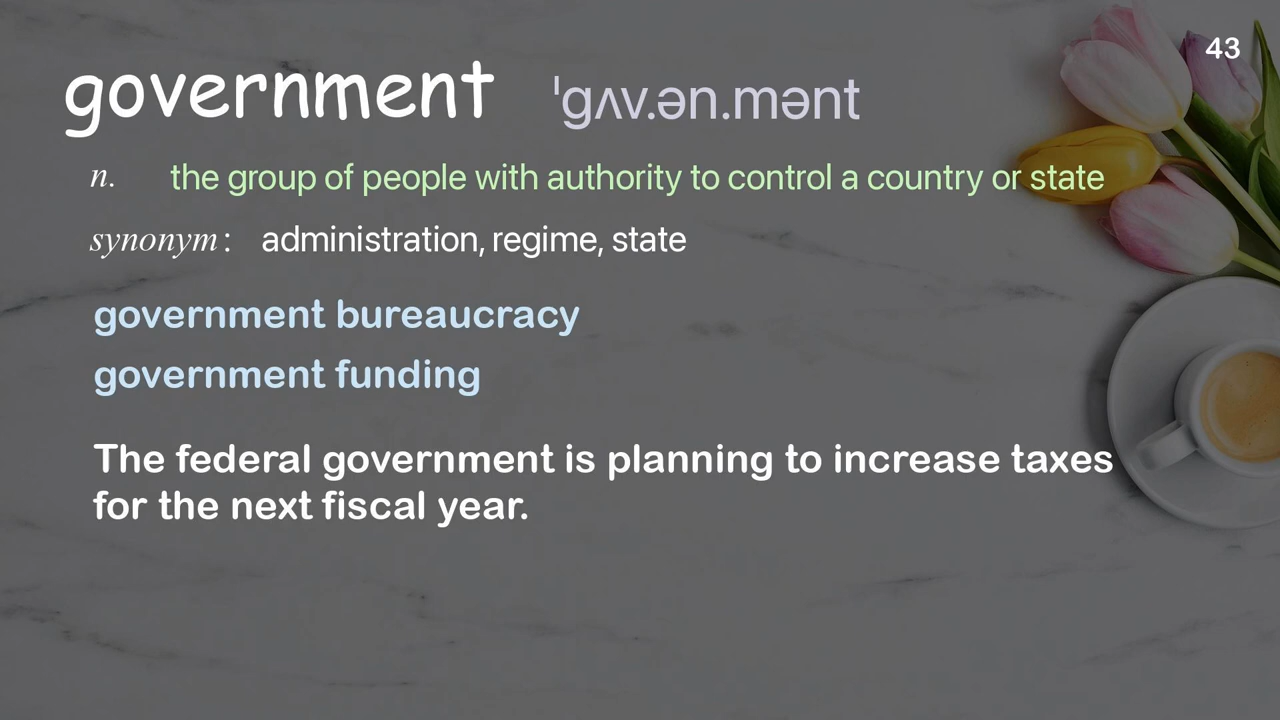 43
government ˈɡʌv.ən.mənt
n. the group of people with authority to control a country or state
synonym: administration, regime, state
government bureaucracy
government funding
The federal government is planning to increase taxes
for the next fiscal year.